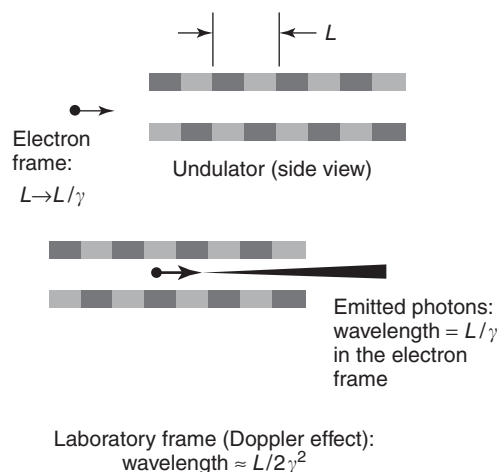 L
Electron
frame:
L→L/γ
Undulator (side view)
Emitted photons:
wavelength = L/γ
in the electron
frame
Laboratory frame (Doppler effect):
wavelength ≈ L/2γ²